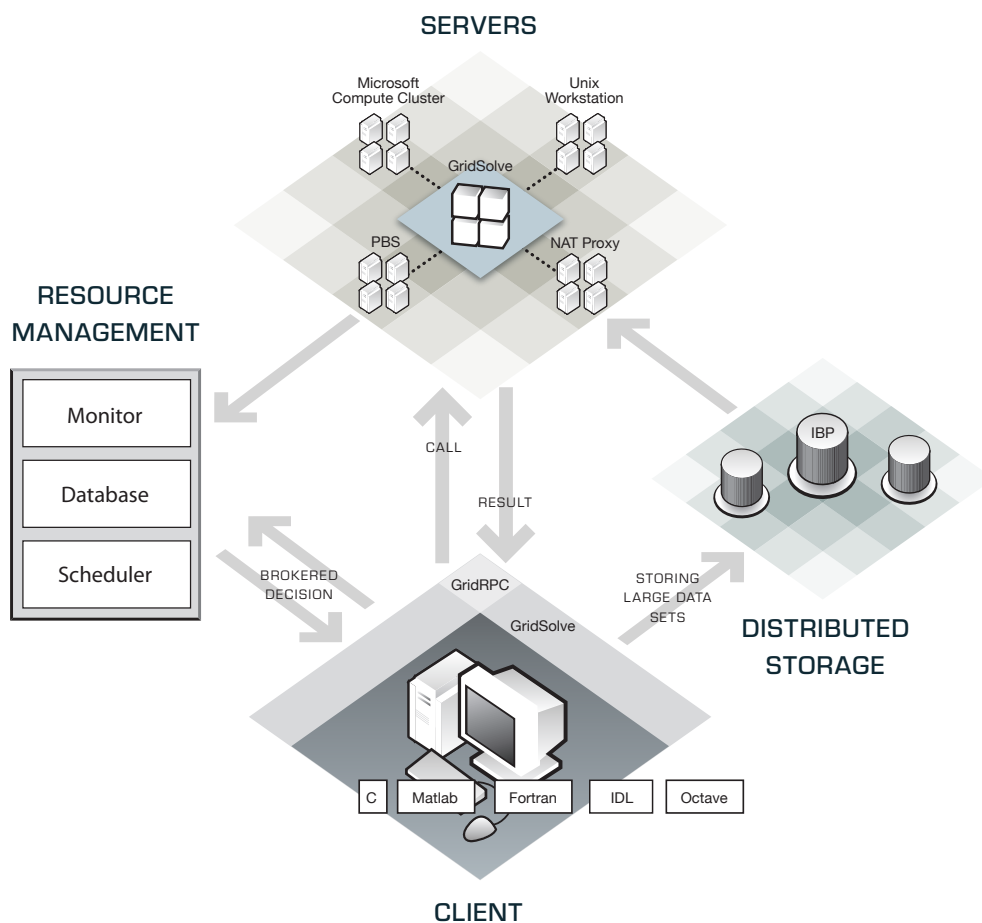 SERVERS
Microsoft
Compute Cluster
Unix
Workstation
GridSolve
PBS
NAT Proxy
RESOURCE
MANAGEMENT
Monitor
Database
Scheduler
CALL
RESULT
IBP
BROKERED
DECISION
GridRPC
GridSolve
STORING
LARGE DATA
SETS
DISTRIBUTED
STORAGE
C
Matlab
Fortran
IDL
Octave
CLIENT